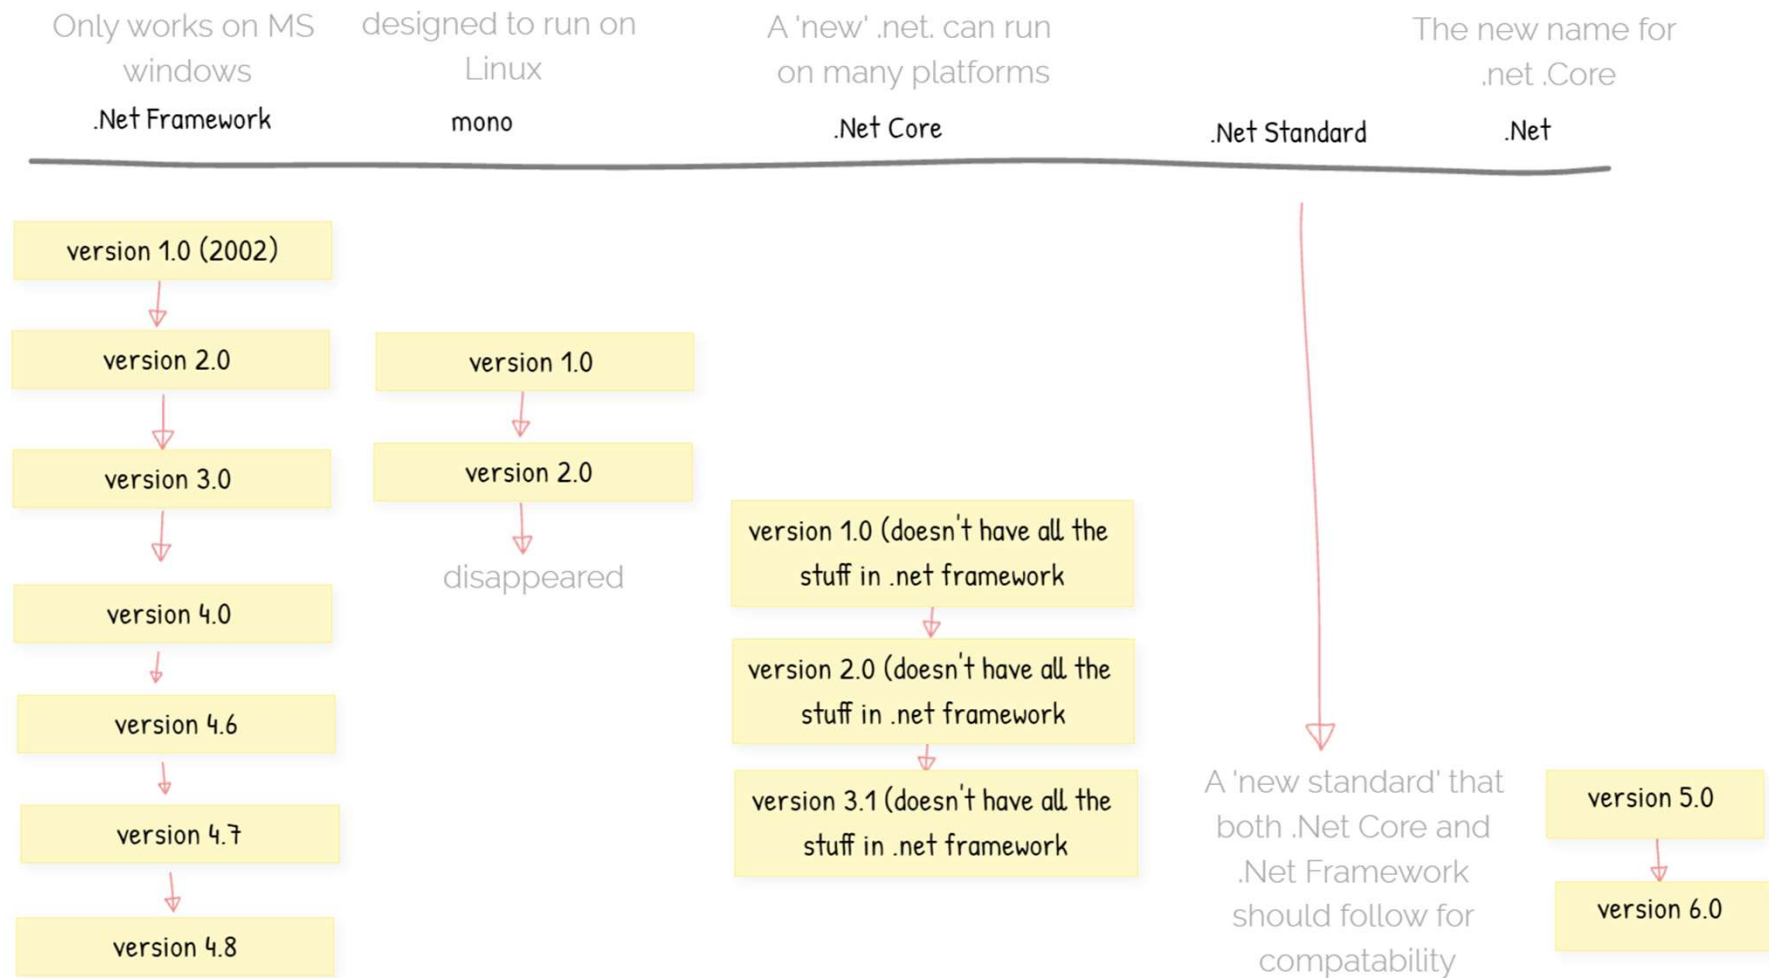 Only works on MS
windows
.Net Framework
designed to run on
Linux
mono
A 'new' .net. can run
on many platforms
.Net Core
.Net Standard
The new name for
.net .Core
.Net
version 1.0 (2002)
version 2.0
version 3.0
version 4.0
version 4.6
version 4.7
version 4.8
version 1.0
version 2.0
disappeared
version 1.0 (doesn't have all the
stuff in .net framework
version 2.0 (doesn't have all the
stuff in .net framework
version 3.1 (doesn't have all the
stuff in .net framework
A 'new standard' that
both .Net Core and
.Net Framework
should follow for
compatability
version 5.0
version 6.0